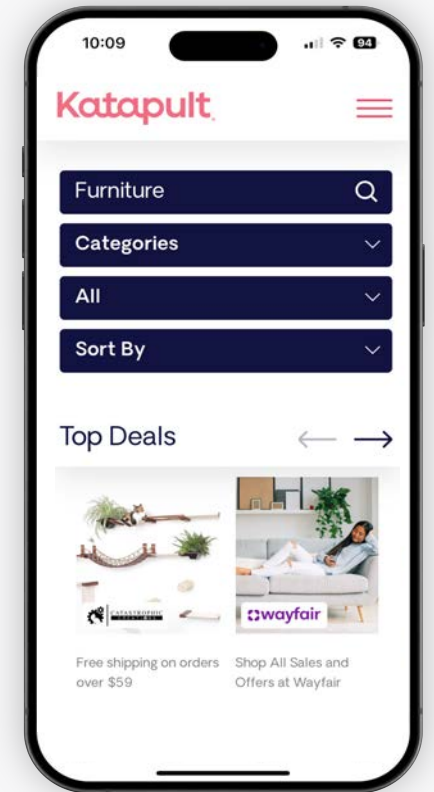 10:09
94
Katapult
Furniture
Categories
All
Sort By
Top Deals
CATASTROPHIC
CREATIONS
wayfair
Free shipping on orders
over $59
Shop All Sales and
Offers at Wayfair